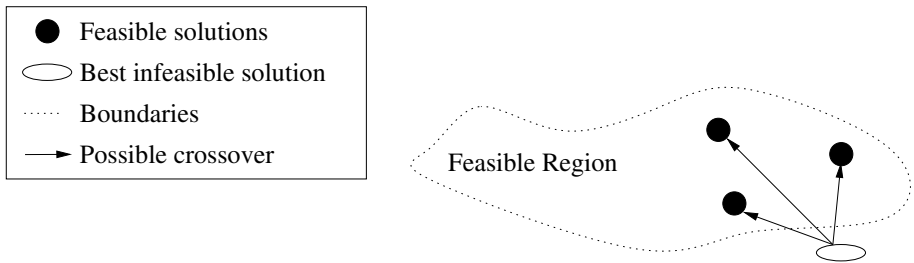 Feasible solutions
Best infeasible solution
Boundaries
Possible crossover
Feasible Region